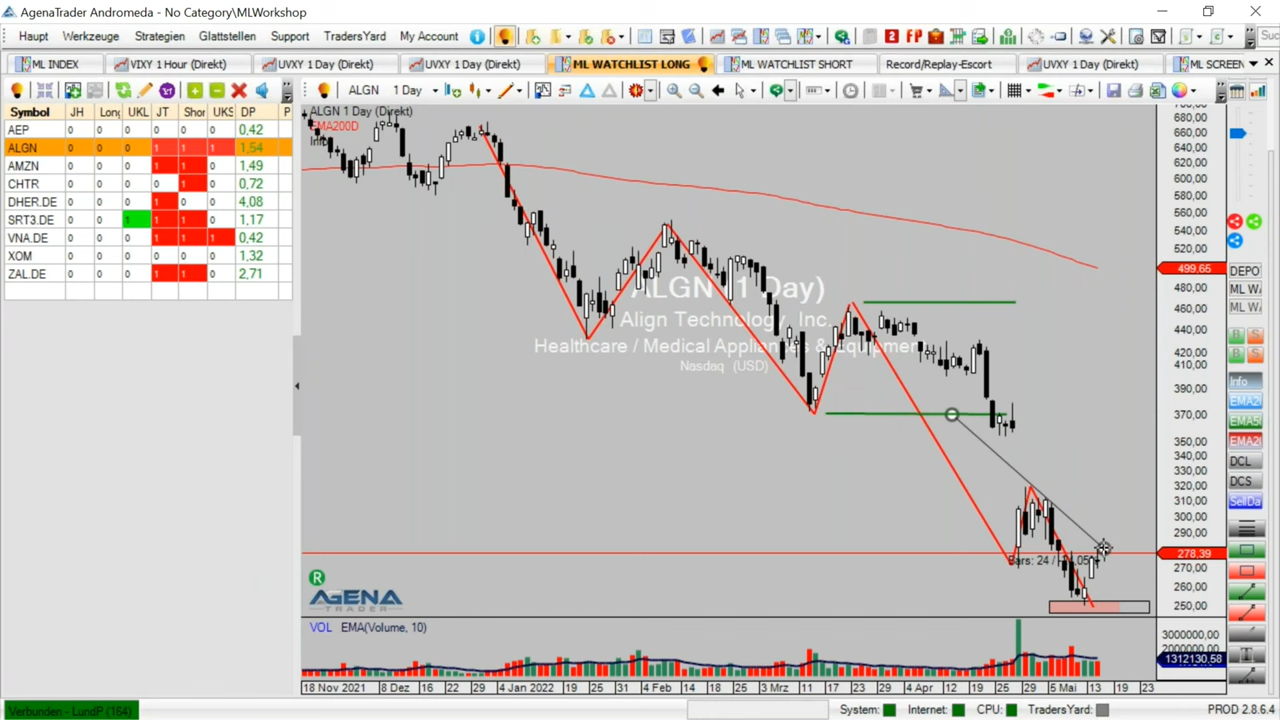 AgenaTrader Andromeda - No Category\MLWorkshop
Haupt Werkzeuge Strategien Glattstellen Support TradersYard My Account
ML INDEX VIXY 1 Hour (Direkt) UVXY 1 Day (Direkt) UVXY 1 Day (Direkt) ML WATCHLIST LONG ML WATCHLIST SHORT Record/Replay-Escort UVXY 1 Day (Direkt) ML SCREEN
ALGN 1 Day
Symbol JH Long UKL JT Shor UKS DP P
AEP 0 0 0 0 0 0 0,42
ALGN 0 0 0 1 1 1 1,54
AMZN 0 0 0 1 1 0 1,49
CHTR 0 0 0 0 1 0 0,72
DHER.DE 0 0 0 1 0 0 4,08
SRT3.DE 0 0 1 1 1 0 1,17
VNA.DE 0 0 0 1 1 1 0,42
XOM 0 0 0 0 0 0 1,32
ZAL.DE 0 0 0 1 1 0 2,71
ALGN 1 Day (Direkt)
EMA200D
ALGN (1 Day)
Align Technology, Inc.
Healthcare / Medical Appliances & Equipment
Nasdaq (USD)
Bars: 24 /
R
AGENA
TRADER
680,00
660,00
640,00
620,00
600,00
580,00
560,00
540,00
520,00
499,65
480,00
460,00
440,00
420,00
410,00
390,00
370,00
350,00
340,00
330,00
320,00
310,00
300,00
290,00
278,39
270,00
260,00
250,00
VOL EMA(Volume, 10)
3000000,00
1312130,58
18 Nov 2021 8 Dez 16 22 29 4 Jan 2022 19 25 31 4 Feb 14 18 25 3 Mrz 11 17 23 29 4 Apr 19 25 29 5 Mai 13 19 23
DEPO
ML WA
ML WA
B S
B S
Info
EMA20
EMA50
EMA20
DCL
DCS
SellDa
Verbunden - LundP (164)
System: Internet: CPU: TradersYard: PROD 2.8.6.4